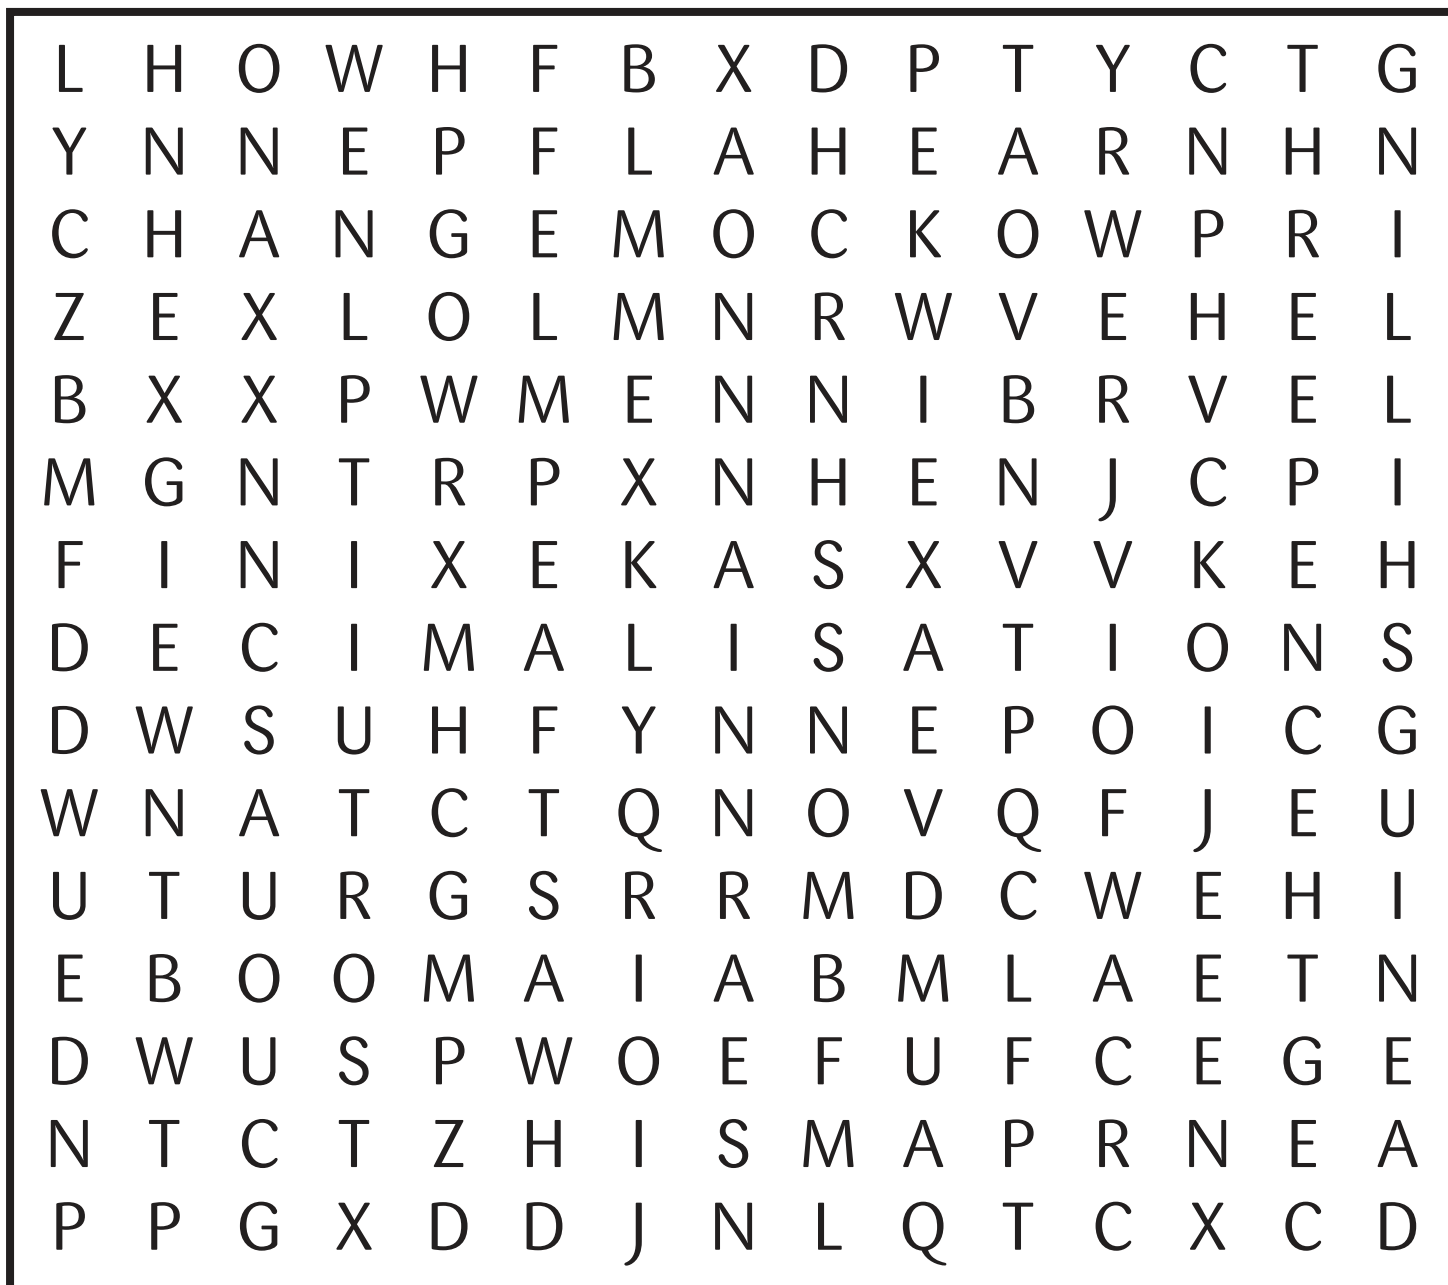 L H O W H F B X D P T Y C T G
Y N N E P F L A H E A R N H N
C H A N G E M O C K O W P R I
Z E X L O L M N R W V E H E L
B X X P W M E N N I B R V E L
M G N T R P X N H E N J C P I
F I N I X E K A S X V V K E H
D E C I M A L I S A T I O N S
D W S U H F Y N N E P O I C G
W N A T C T Q N O V Q F J E U
U T U R G S R R M D C W E H I
E B O O M A I A B M L A E T N
D W U S P W O E F U F C E G E
N T C T Z H I S M A P R N E A
P P G X D D J N L Q T C X C D